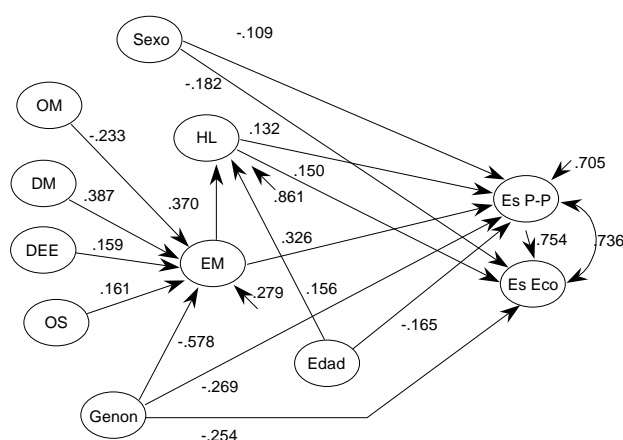 Sexo
-.109
-.182
OM
-.233
HL
.132
.150
.705
DM
.387
.370
.861
Es P-P
DEE
.159
EM
.326
.754
.736
.161
.279
.156
Es Eco
OS
-.578
Edad
-.165
-.269
Genon
-.254